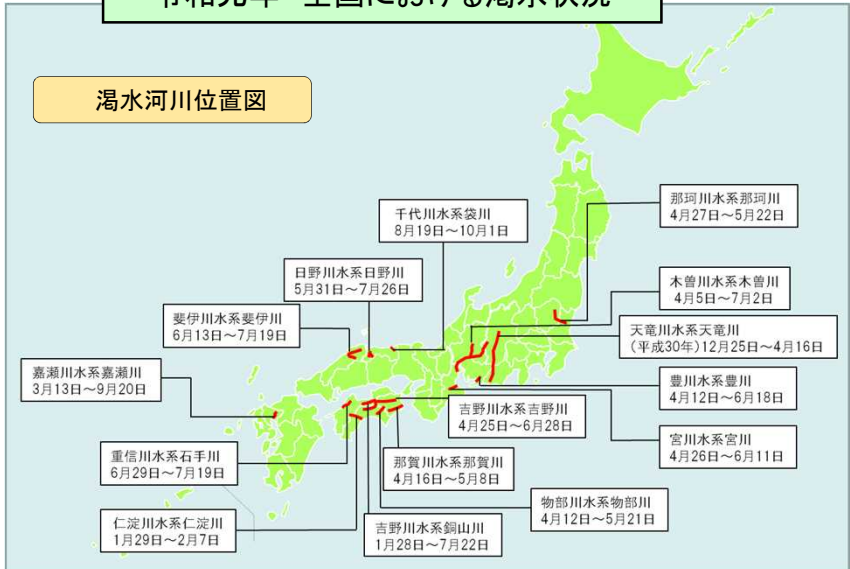 令和元年 全国における渇水状況
渇水河川位置図
千代川水系袋川
8月19日～10月1日
那珂川水系那珂川
4月27日～5月22日
日野川水系日野川
5月31日～7月26日
木曽川水系木曽川
4月5日～7月2日
斐伊川水系斐伊川
6月13日～7月19日
天竜川水系天竜川
(平成30年)12月25日～4月16日
嘉瀬川水系嘉瀬川
3月13日～9月20日
豊川水系豊川
4月12日～6月18日
吉野川水系吉野川
4月25日～6月28日
宮川水系宮川
4月26日～6月11日
重信川水系石手川
6月29日～7月19日
那賀川水系那賀川
4月16日～5月8日
物部川水系物部川
4月12日～5月21日
仁淀川水系仁淀川
1月29日～2月7日
吉野川水系銅山川
1月28日～7月22日